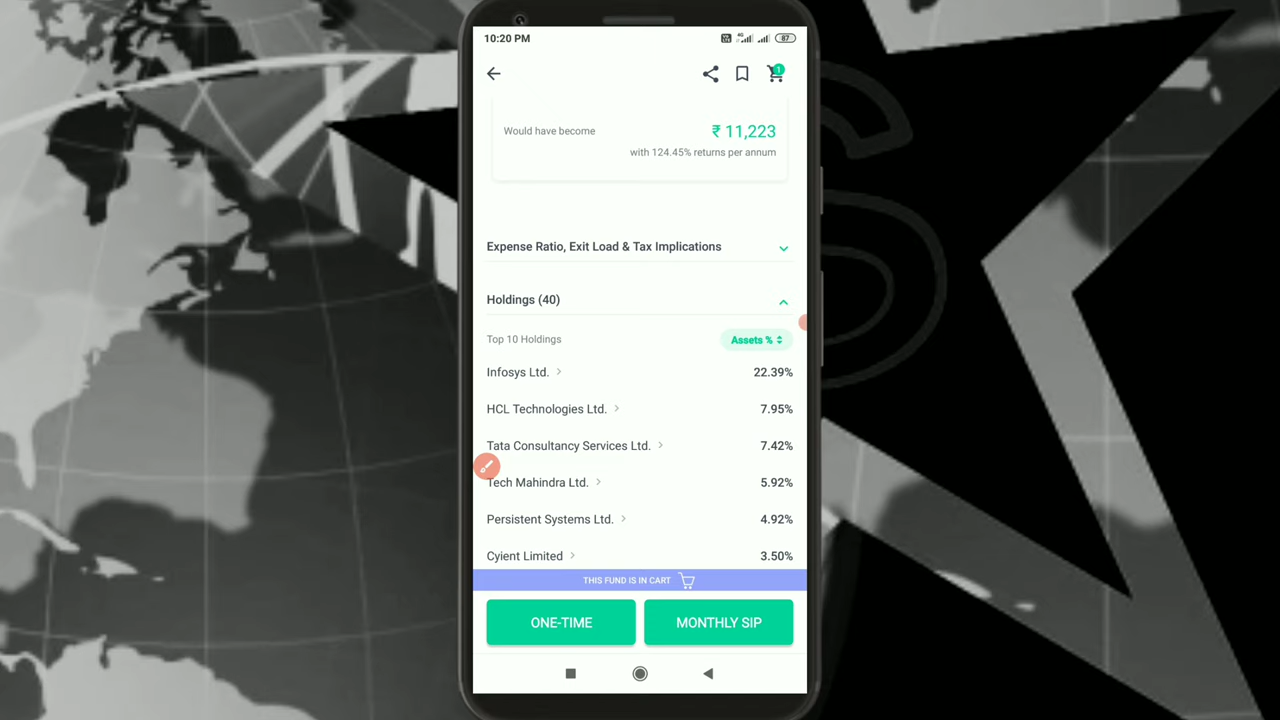 10:20 PM
4G
87
1
Would have become
₹ 11,223
with 124.45% returns per annum
Expense Ratio, Exit Load & Tax Implications
Holdings (40)
Top 10 Holdings
Assets %
Infosys Ltd.
22.39%
HCL Technologies Ltd.
7.95%
Tata Consultancy Services Ltd.
7.42%
Tech Mahindra Ltd.
5.92%
Persistent Systems Ltd.
4.92%
Cyient Limited
3.50%
THIS FUND IS IN CART
ONE-TIME
MONTHLY SIP